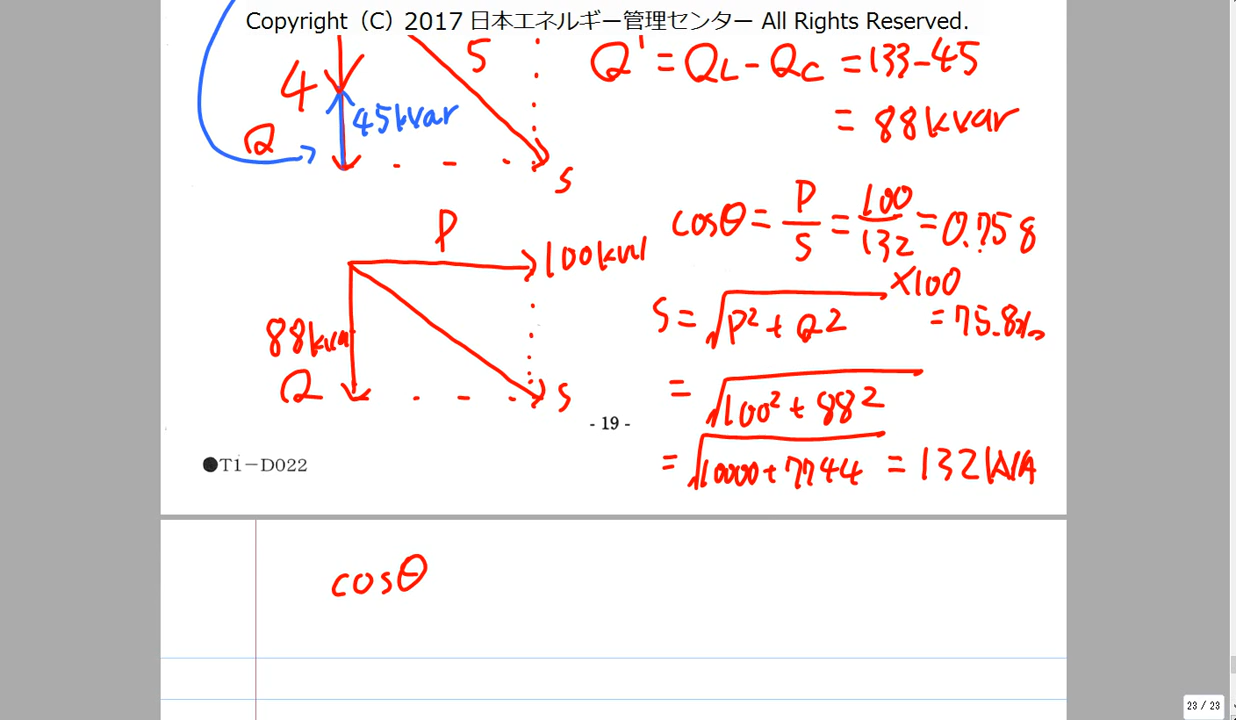 Copyright（C）2017 日本エネルギー管理センター All Rights Reserved.
4
5
45kvar
Q
S
Q' = QL - QC = 133-45
= 88kvar
cosθ = P/S = 100/132 = 0.758
×100
= 75.8%
P
100kW
88kvar
Q
S
S = √P²+Q²
= √100²+88²
= √10000+7744 = 132kVA
- 19 -
●T1－D022
cosθ
23 / 23